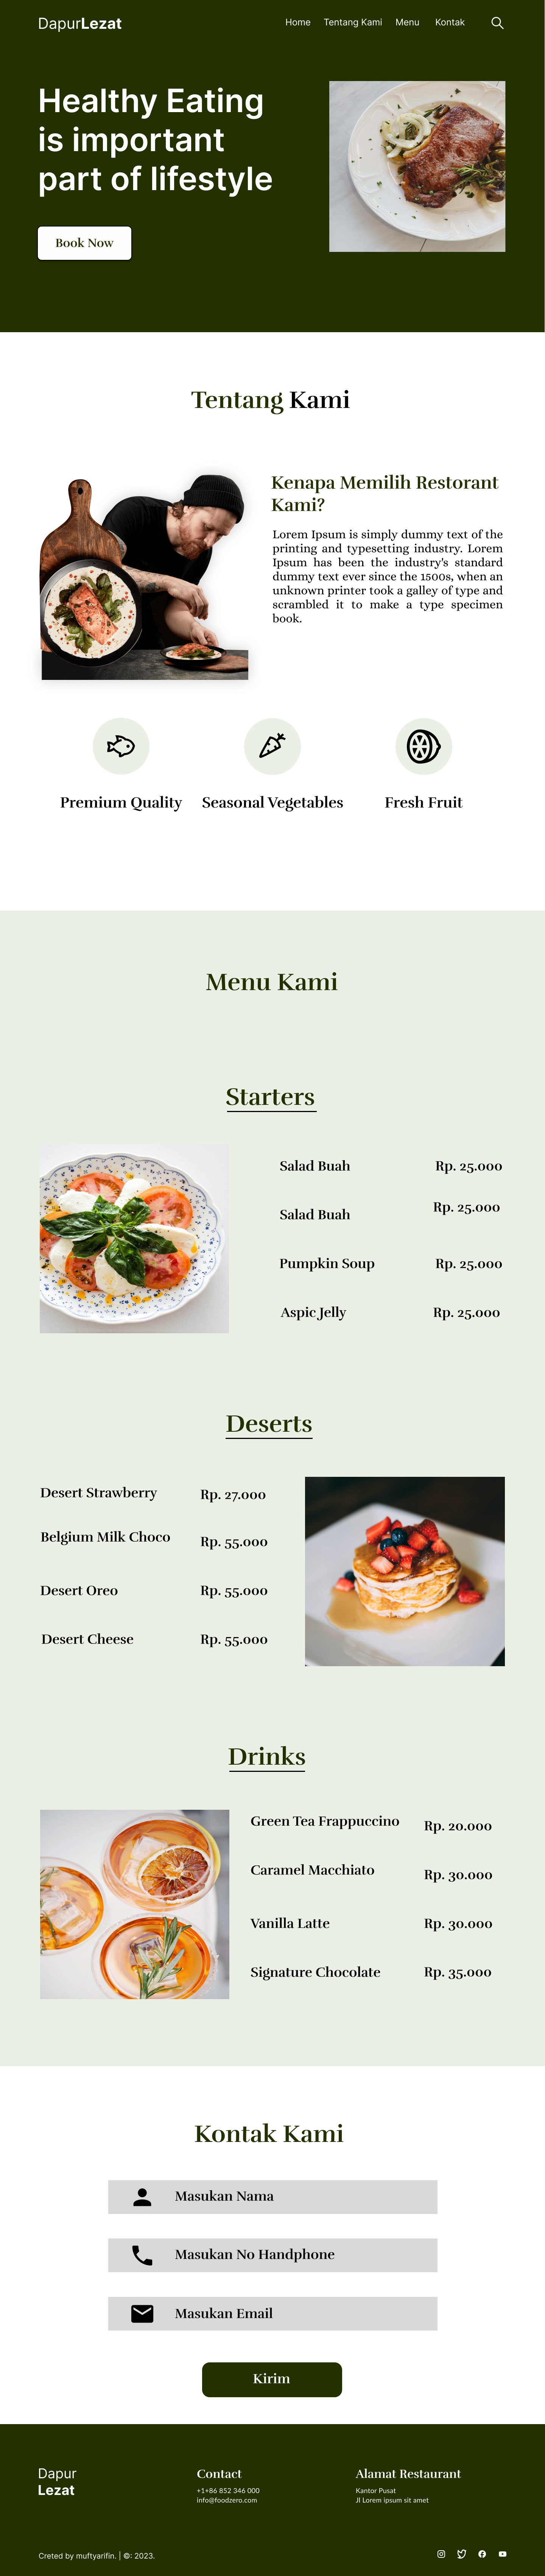 DapurLezat
Home Tentang Kami Menu Kontak
Healthy Eating
is important
part of lifestyle
Book Now
Tentang Kami
Kenapa Memilih Restorant
Kami?
Lorem Ipsum is simply dummy text of the
printing and typesetting industry. Lorem
Ipsum has been the industry's standard
dummy text ever since the 1500s, when an
unknown printer took a galley of type and
scrambled it to make a type specimen
book.
Premium Quality Seasonal Vegetables Fresh Fruit
Menu Kami
Starters
Salad Buah Rp. 25.000
Salad Buah Rp. 25.000
Pumpkin Soup Rp. 25.000
Aspic Jelly Rp. 25.000
Deserts
Desert Strawberry Rp. 27.000
Belgium Milk Choco Rp. 55.000
Desert Oreo Rp. 55.000
Desert Cheese Rp. 55.000
Drinks
Green Tea Frappuccino Rp. 20.000
Caramel Macchiato Rp. 30.000
Vanilla Latte Rp. 30.000
Signature Chocolate Rp. 35.000
Kontak Kami
Masukan Nama
Masukan No Handphone
Masukan Email
Kirim
Dapur
Lezat
Contact
+1+86 852 346 000
info@foodzero.com
Alamat Restaurant
Kantor Pusat
Jl Lorem ipsum sit amet
Creted by muftyarifin. | ©: 2023.